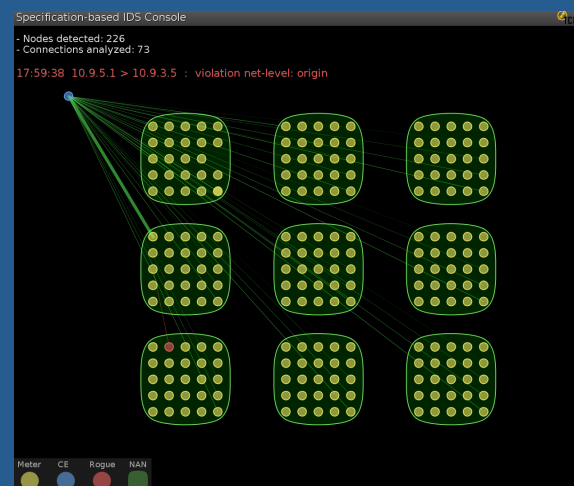 Specification-based IDS Console
- Nodes detected: 226
- Connections analyzed: 73
17:59:38 10.9.5.1 > 10.9.3.5 : violation net-level: origin
Meter CE Rogue NAN